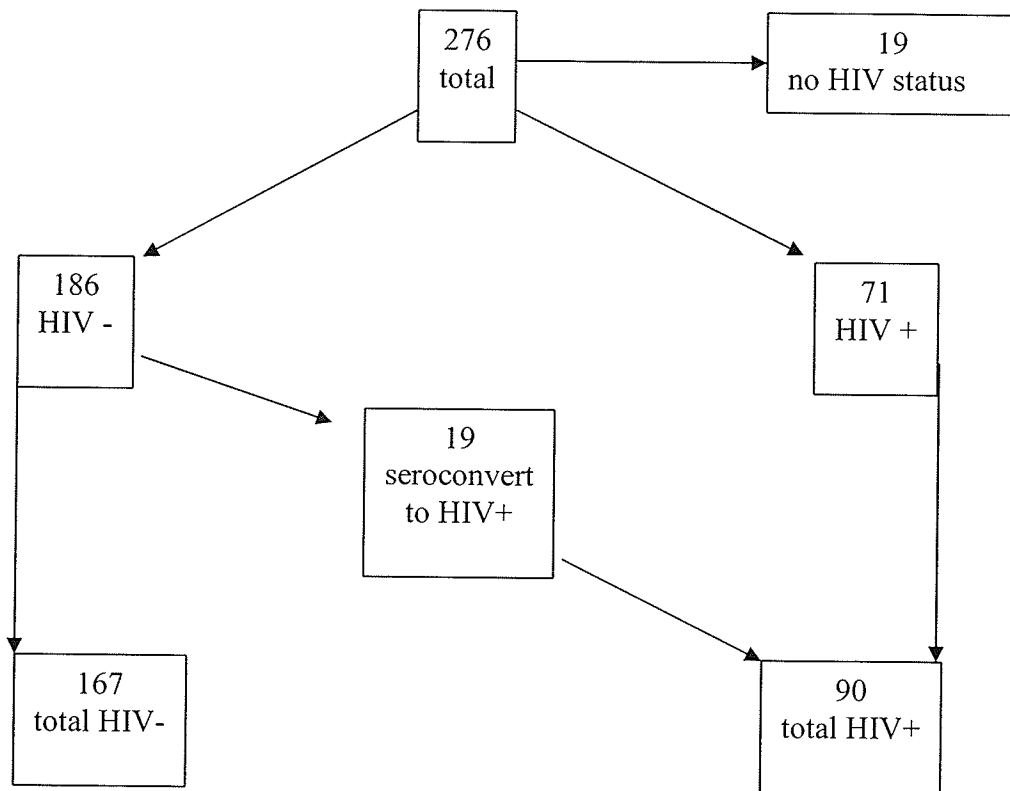 276
total
19
no HIV status
186
HIV -
71
HIV +
19
seroconvert
to HIV+
167
total HIV-
90
total HIV+